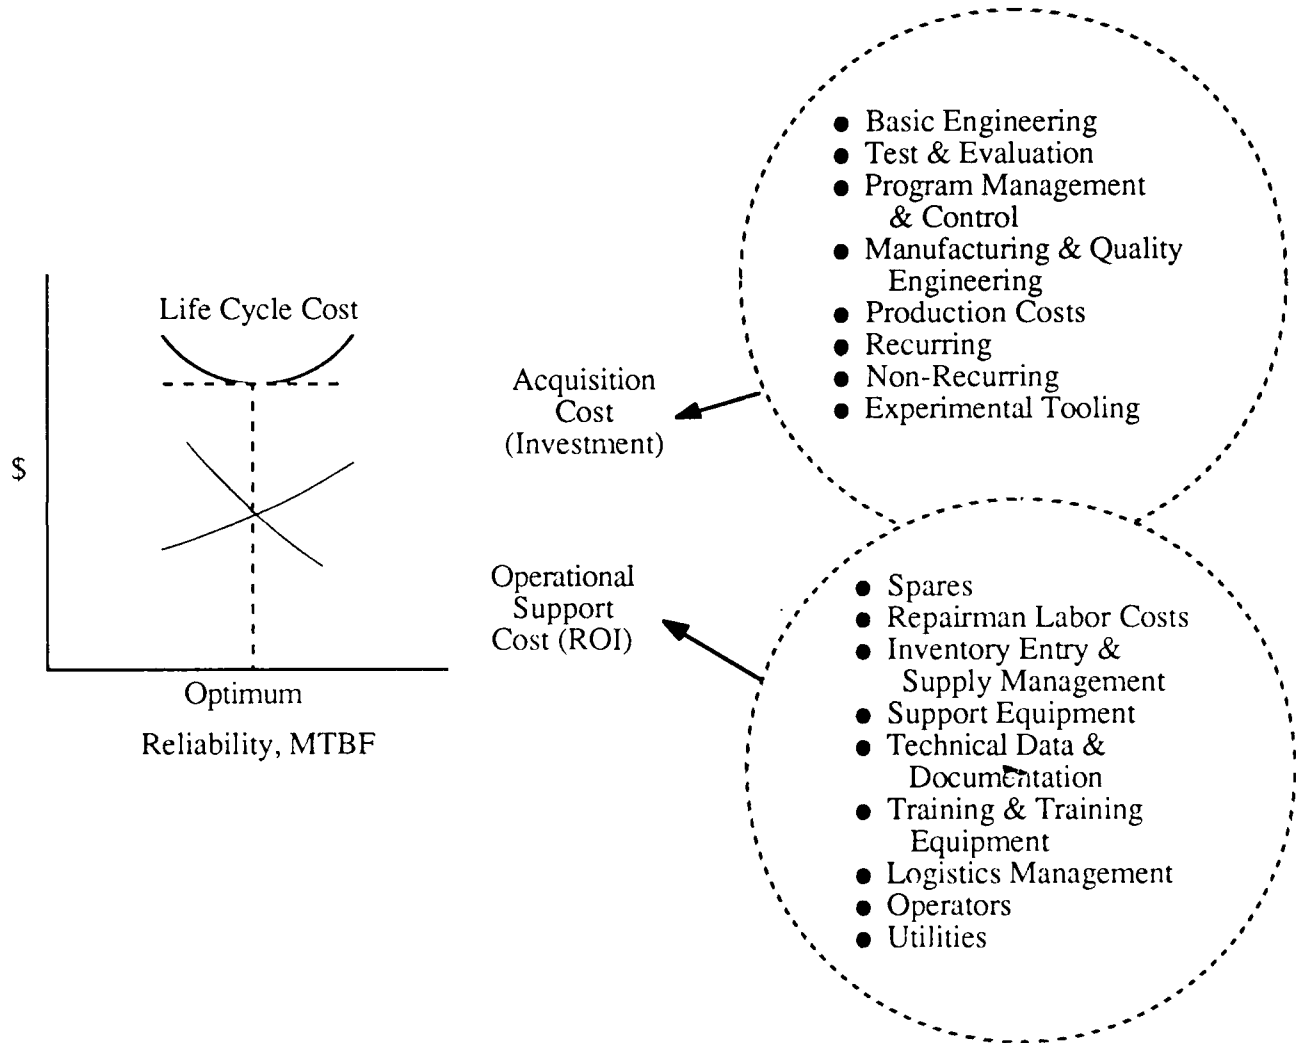 Life Cycle Cost
$
Optimum
Reliability, MTBF
Acquisition
Cost
(Investment)
Operational
Support
Cost (ROI)
● Basic Engineering
● Test & Evaluation
● Program Management
& Control
● Manufacturing & Quality
Engineering
● Production Costs
● Recurring
● Non-Recurring
● Experimental Tooling
● Spares
● Repairman Labor Costs
● Inventory Entry &
Supply Management
● Support Equipment
● Technical Data &
Documentation
● Training & Training
Equipment
● Logistics Management
● Operators
● Utilities